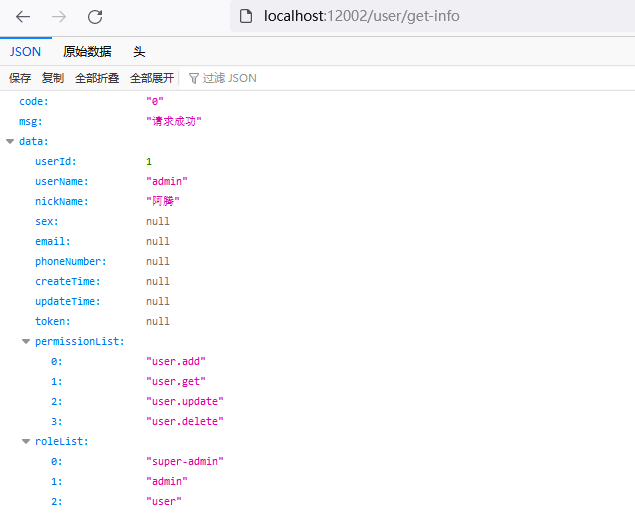 localhost:12002/user/get-info
JSON 原始数据 头
保存 复制 全部折叠 全部展开 过滤 JSON
code: "0"
msg: "请求成功"
data:
userId: 1
userName: "admin"
nickName: "阿腾"
sex: null
email: null
phoneNumber: null
createTime: null
updateTime: null
token: null
permissionList:
0: "user.add"
1: "user.get"
2: "user.update"
3: "user.delete"
roleList:
0: "super-admin"
1: "admin"
2: "user"